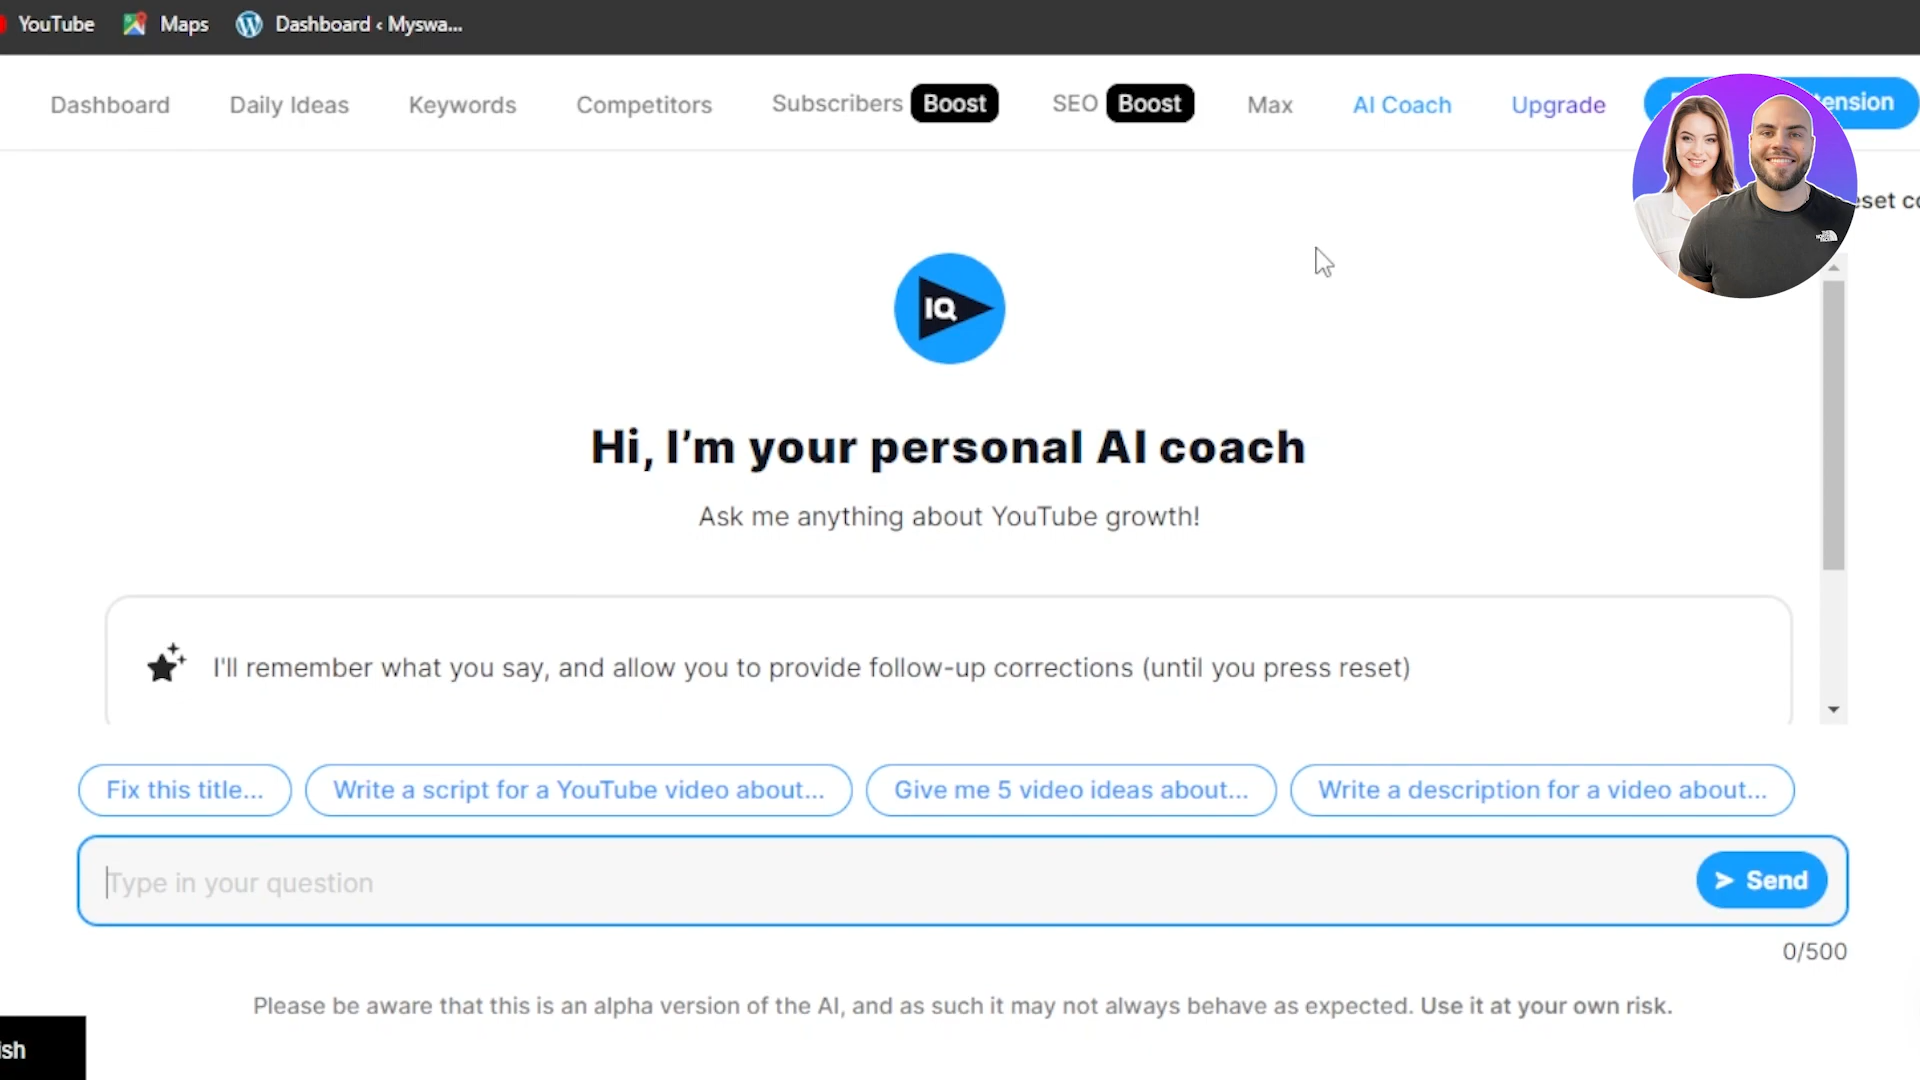 YouTube Maps Dashboard ‹ Myswa...
Dashboard Daily Ideas Keywords Competitors Subscribers Boost SEO Boost Max AI Coach Upgrade
IQ
Hi, I’m your personal AI coach
Ask me anything about YouTube growth!
I'll remember what you say, and allow you to provide follow-up corrections (until you press reset)
Fix this title... Write a script for a YouTube video about... Give me 5 video ideas about... Write a description for a video about...
Type in your question
Send
0/500
Please be aware that this is an alpha version of the AI, and as such it may not always behave as expected. Use it at your own risk.